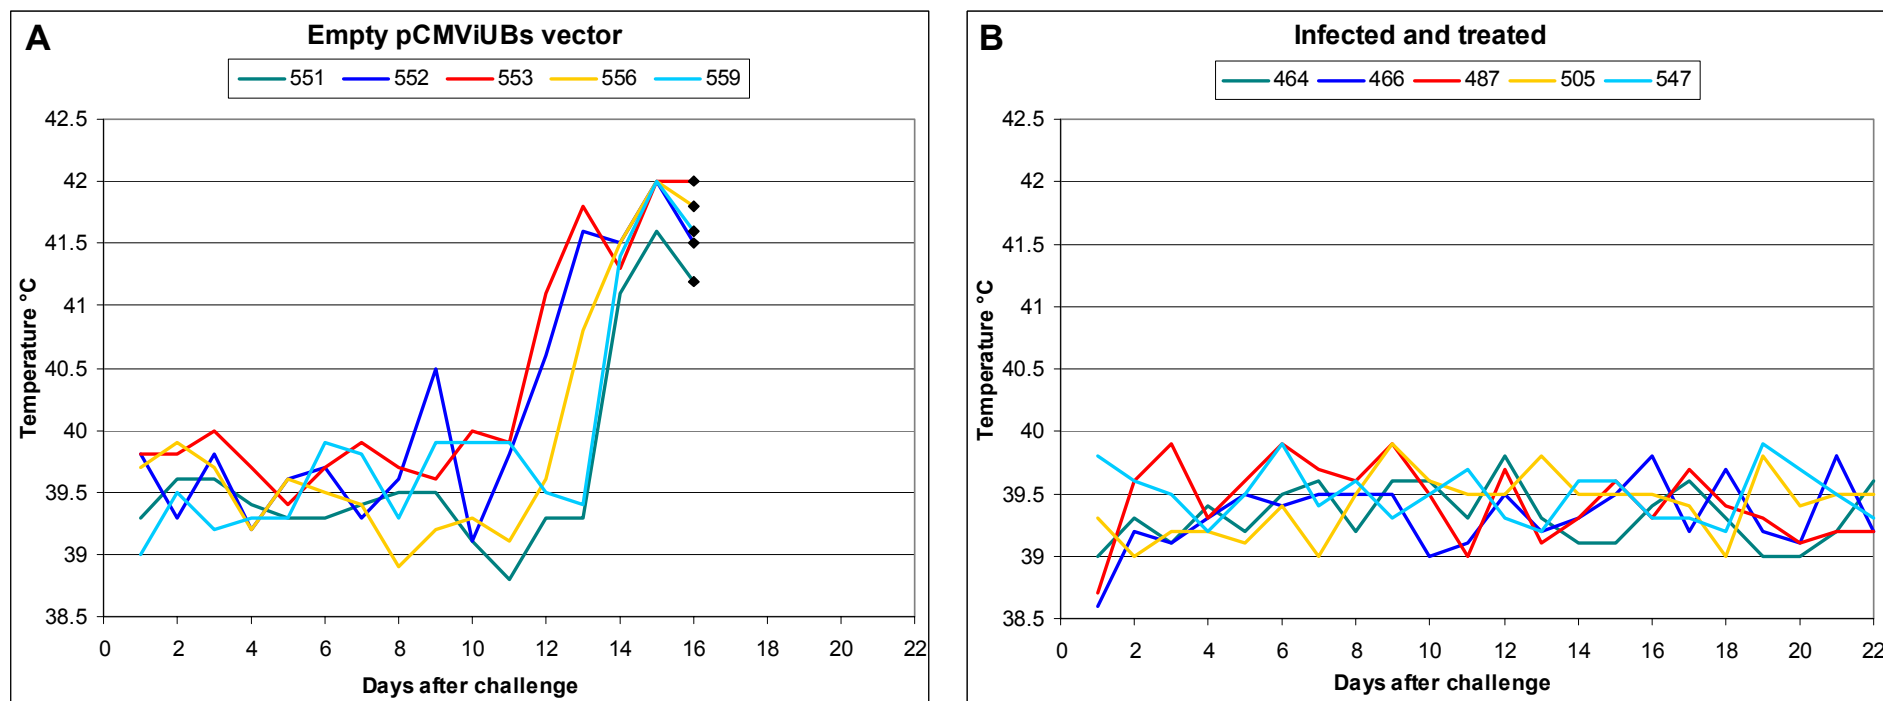 A
Empty pCMViUBs vector
551 552 553 556 559
42.5
42
41.5
41
40.5
40
39.5
39
38.5
Temperature °C
0 2 4 6 8 10 12 14 16 18 20 22
Days after challenge
B
Infected and treated
464 466 487 505 547
42.5
42
41.5
41
40.5
40
39.5
39
38.5
Temperature °C
0 2 4 6 8 10 12 14 16 18 20 22
Days after challenge